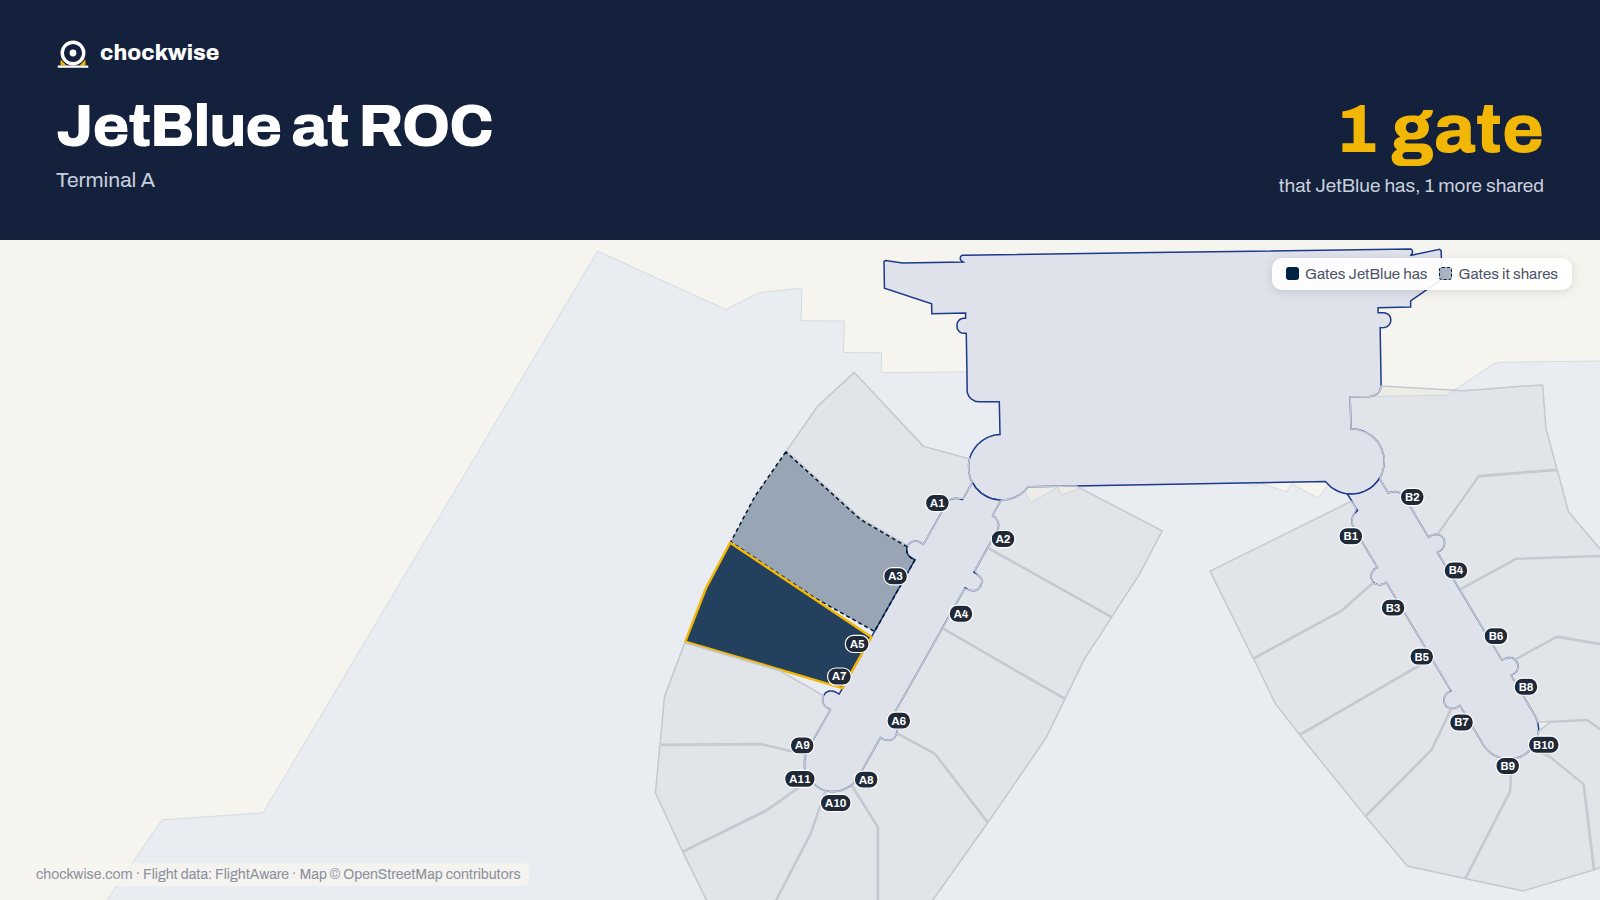 chockwise
JetBlue at ROC
Terminal A
1 gate
that JetBlue has, 1 more shared
Gates JetBlue has
Gates it shares
A1
A2
A3
A4
A5
A7
A6
A9
A11
A8
A10
B2
B1
B4
B3
B6
B5
B8
B7
B10
B9
chockwise.com · Flight data: FlightAware · Map © OpenStreetMap contributors